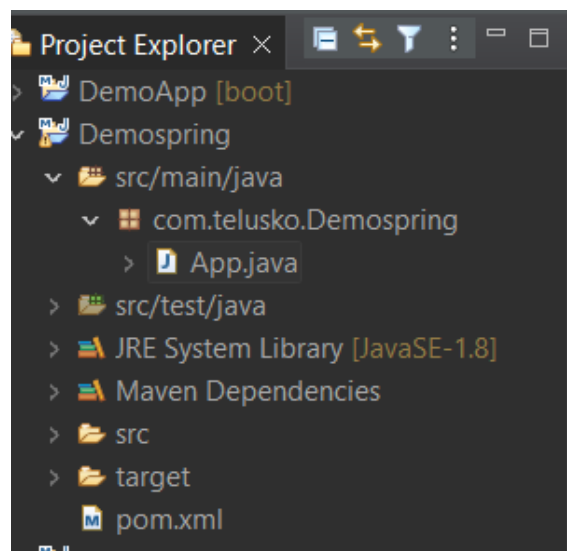 Project Explorer
DemoApp [boot]
Demospring
src/main/java
com.telusko.Demospring
App.java
src/test/java
JRE System Library [JavaSE-1.8]
Maven Dependencies
src
target
pom.xml